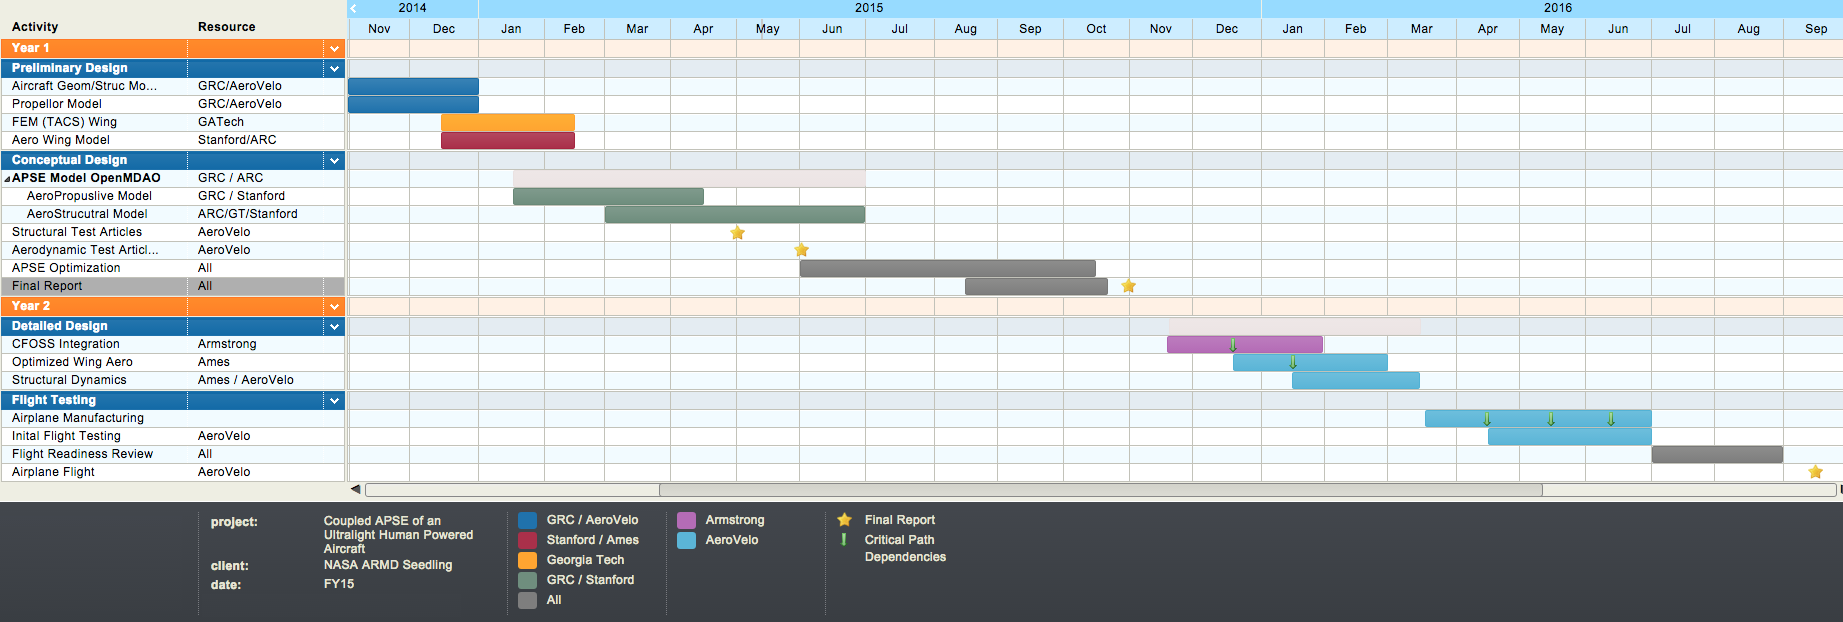 2014 2015 2016
Activity Resource Nov Dec Jan Feb Mar Apr May Jun Jul Aug Sep Oct Nov Dec Jan Feb Mar Apr May Jun Jul Aug Sep
Year 1
Preliminary Design
Aircraft Geom/Struc Mo... GRC/AeroVelo
Propellor Model GRC/AeroVelo
FEM (TACS) Wing GATech
Aero Wing Model Stanford/ARC
Conceptual Design
APSE Model OpenMDAO GRC / ARC
AeroPropuslive Model GRC / Stanford
AeroStrucutral Model ARC/GT/Stanford
Structural Test Articles AeroVelo
Aerodynamic Test Articl... AeroVelo
APSE Optimization All
Final Report All
Year 2
Detailed Design
CFOSS Integration Armstrong
Optimized Wing Aero Ames
Structural Dynamics Ames / AeroVelo
Flight Testing
Airplane Manufacturing
Inital Flight Testing AeroVelo
Flight Readiness Review All
Airplane Flight AeroVelo
project: Coupled APSE of an
Ultralight Human Powered
Aircraft
client: NASA ARMD Seedling
date: FY15
GRC / AeroVelo
Stanford / Ames
Georgia Tech
GRC / Stanford
All
Armstrong
AeroVelo
Final Report
Critical Path
Dependencies